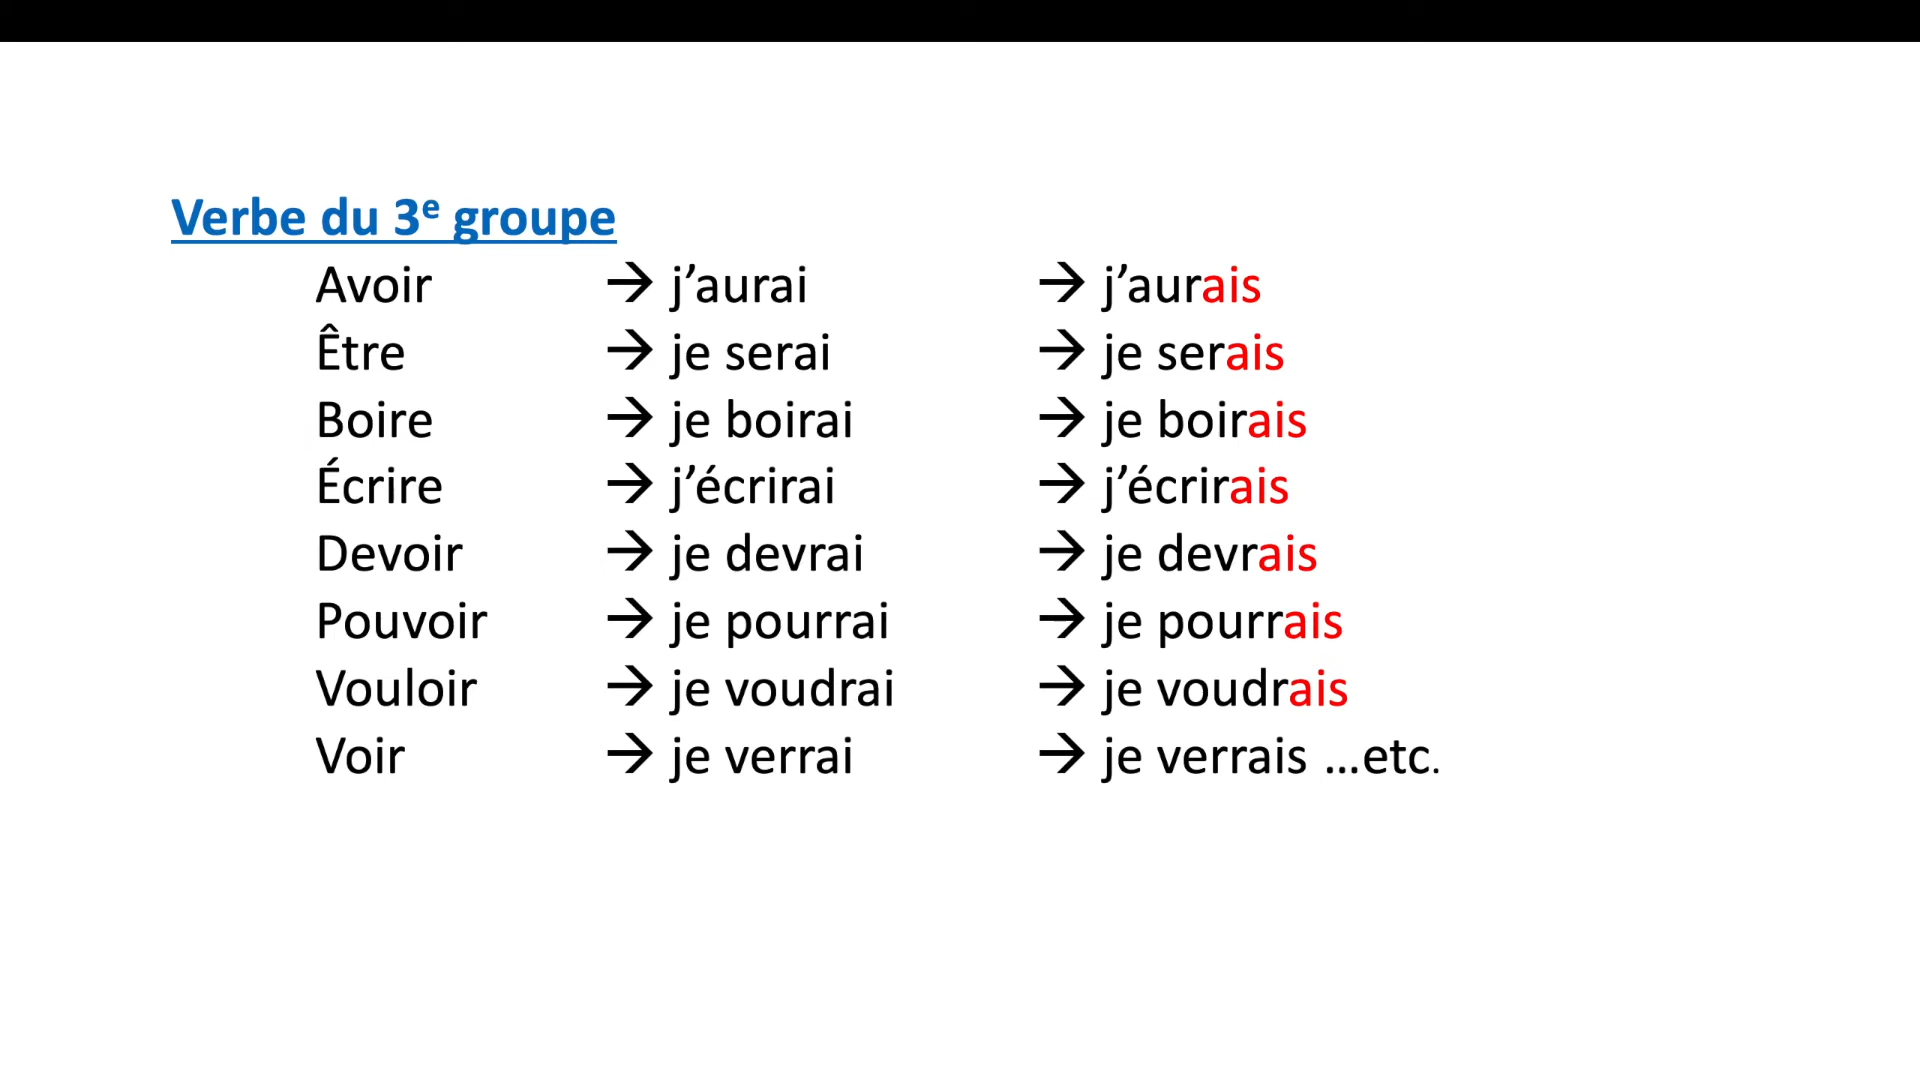 Verbe du 3e groupe
Avoir → j’aurai → j’aurais
Être → je serai → je serais
Boire → je boirai → je boirais
Écrire → j’écrirai → j’écrirais
Devoir → je devrai → je devrais
Pouvoir → je pourrai → je pourrais
Vouloir → je voudrai → je voudrais
Voir → je verrai → je verrais …etc.